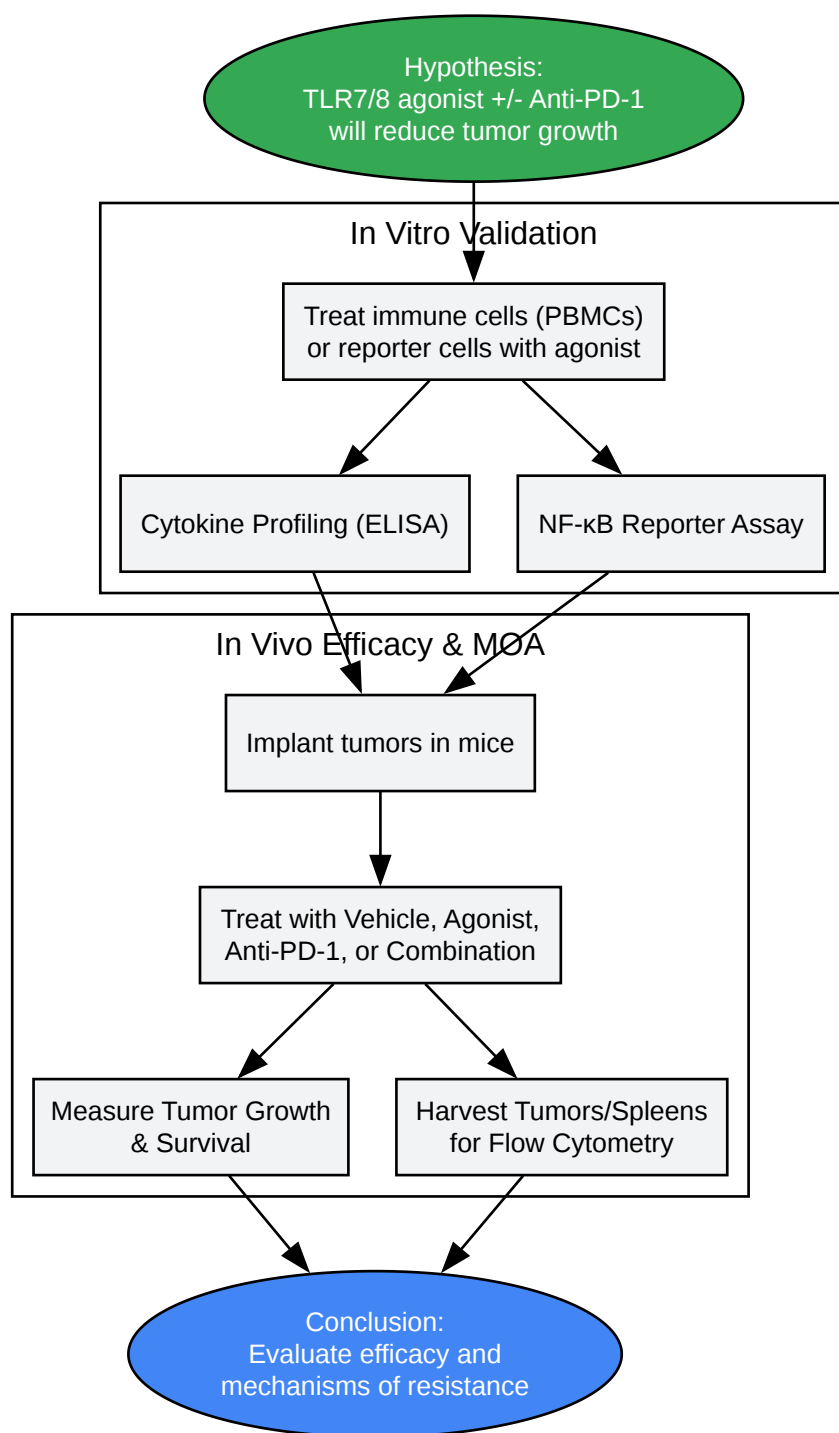 Hypothesis:
TLR7/8 agonist +/- Anti-PD-1
will reduce tumor growth
In Vitro Validation
Treat immune cells (PBMCs)
or reporter cells with agonist
Cytokine Profiling (ELISA)
NF-κB Reporter Assay
In Vivo Efficacy & MOA
Implant tumors in mice
Treat with Vehicle, Agonist,
Anti-PD-1, or Combination
Measure Tumor Growth
& Survival
Harvest Tumors/Spleens
for Flow Cytometry
Conclusion:
Evaluate efficacy and
mechanisms of resistance